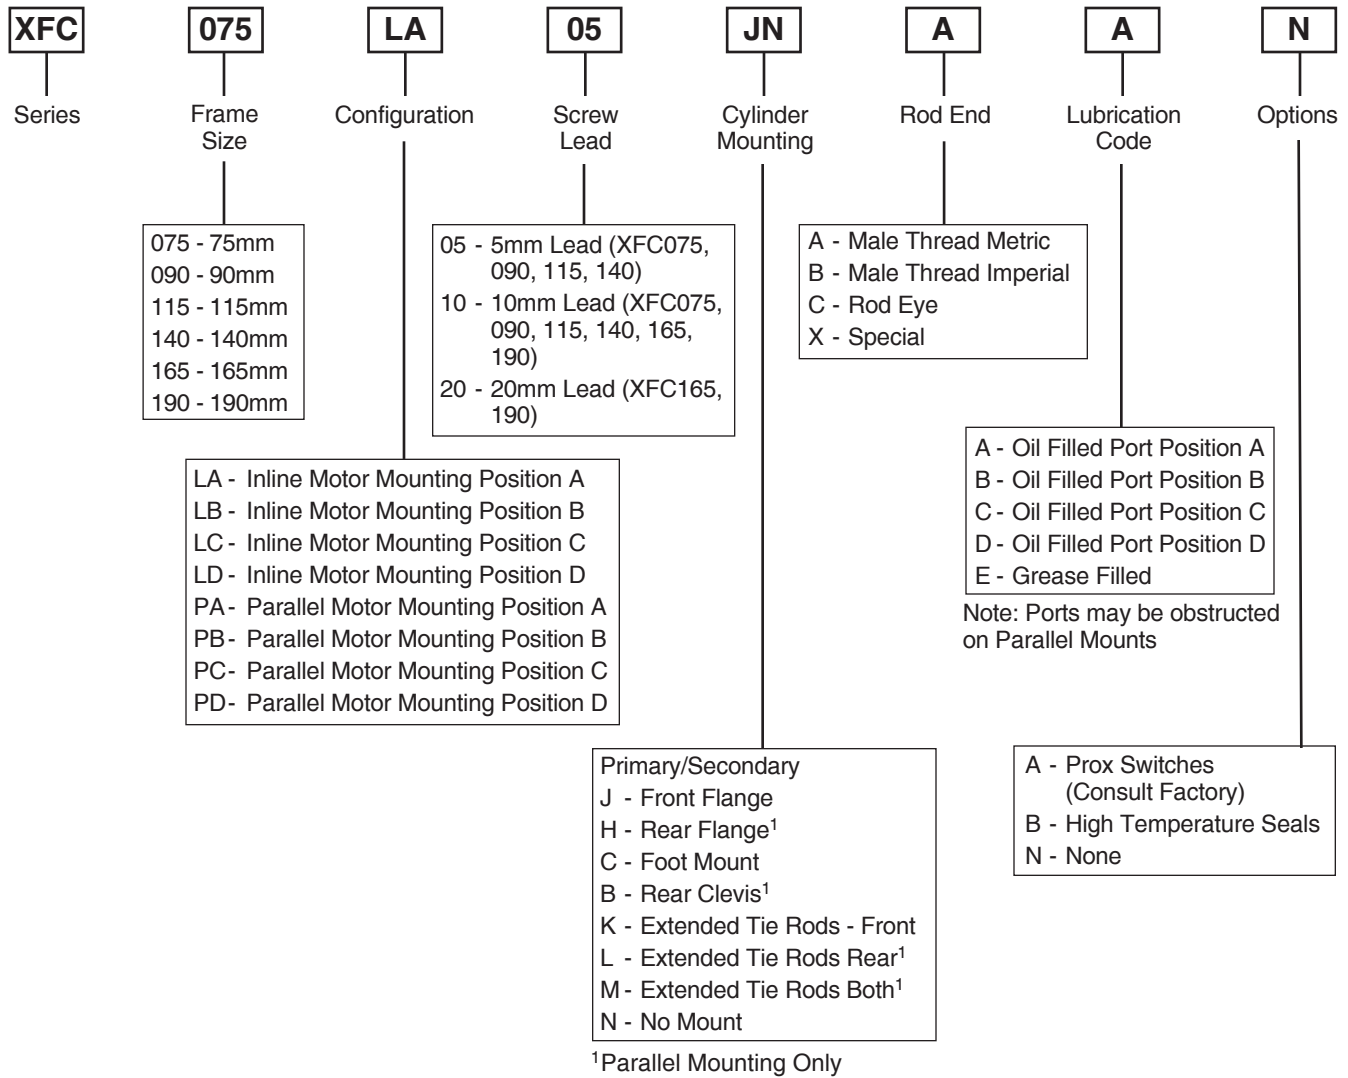 XFC 075 LA 05 JN A A N
Series
Frame
Size
Configuration
Screw
Lead
Cylinder
Mounting
Rod End
Lubrication
Code
Options
075 - 75mm
090 - 90mm
115 - 115mm
140 - 140mm
165 - 165mm
190 - 190mm
05 - 5mm Lead (XFC075,
090, 115, 140)
10 - 10mm Lead (XFC075,
090, 115, 140, 165,
190)
20 - 20mm Lead (XFC165,
190)
A - Male Thread Metric
B - Male Thread Imperial
C - Rod Eye
X - Special
LA - Inline Motor Mounting Position A
LB - Inline Motor Mounting Position B
LC - Inline Motor Mounting Position C
LD - Inline Motor Mounting Position D
PA - Parallel Motor Mounting Position A
PB - Parallel Motor Mounting Position B
PC - Parallel Motor Mounting Position C
PD - Parallel Motor Mounting Position D
A - Oil Filled Port Position A
B - Oil Filled Port Position B
C - Oil Filled Port Position C
D - Oil Filled Port Position D
E - Grease Filled
Note: Ports may be obstructed
on Parallel Mounts
Primary/Secondary
J - Front Flange
H - Rear Flange¹
C - Foot Mount
B - Rear Clevis¹
K - Extended Tie Rods - Front
L - Extended Tie Rods Rear¹
M - Extended Tie Rods Both¹
N - No Mount
¹Parallel Mounting Only
A - Prox Switches
(Consult Factory)
B - High Temperature Seals
N - None